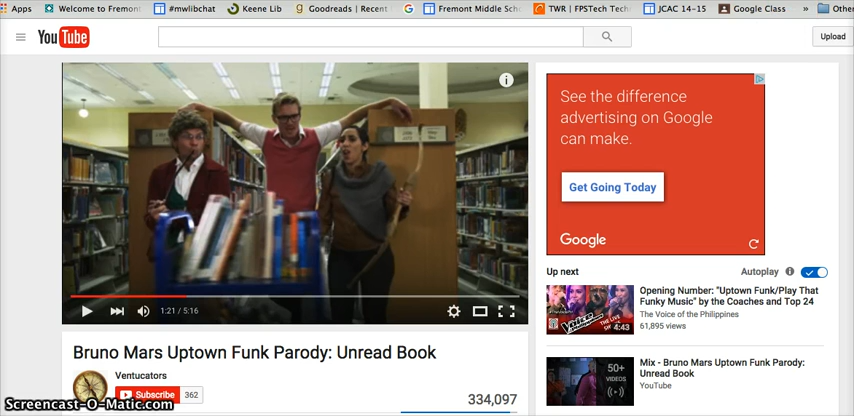 Apps Welcome to Fremont #mwlibchat Keene Lib Goodreads | Recent Fremont Middle Scho TWR | FPSTech Tech JCAC 14-15 Google Class » Other
YouTube Upload
See the difference
advertising on Google
can make.
Get Going Today
Google
1:21 / 5:16
Up next Autoplay
Opening Number: "Uptown Funk/Play That
Funky Music" by the Coaches and Top 24
The Voice of the Philippines
61,895 views
4:43
Bruno Mars Uptown Funk Parody: Unread Book
Ventucators
Subscribe 362
334,097
Mix - Bruno Mars Uptown Funk Parody:
Unread Book
YouTube
50+
VIDEOS
Screencast-O-Matic.com